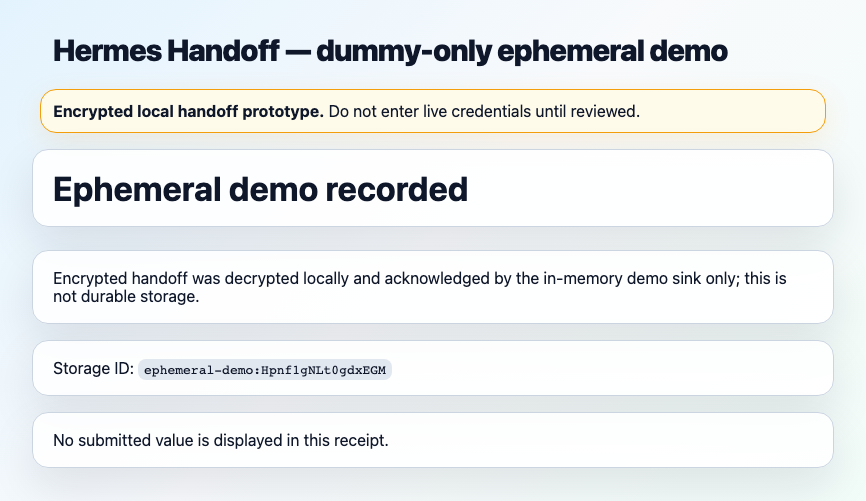 Hermes Handoff — dummy-only ephemeral demo
Encrypted local handoff prototype. Do not enter live credentials until reviewed.
Ephemeral demo recorded
Encrypted handoff was decrypted locally and acknowledged by the in-memory demo sink only; this is
not durable storage.
Storage ID: ephemeral-demo:Hpnf1gNLt0gdxEGM
No submitted value is displayed in this receipt.